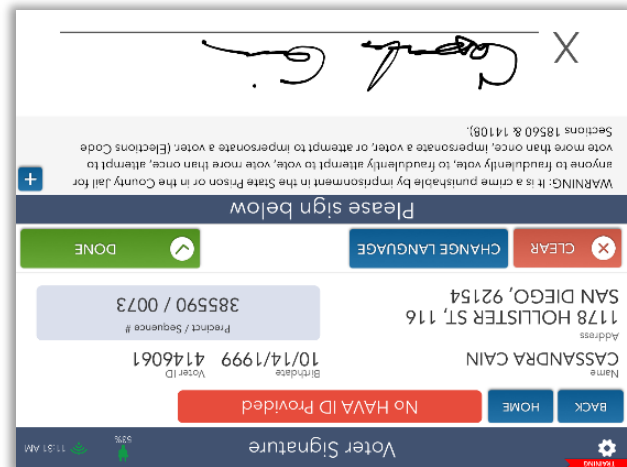 TRAINING
Voter Signature
53%
11:51 AM
BACK
HOME
No HAVA ID Provided
Name
CASSANDRA CAIN
Birthdate
10/14/1999
Voter ID
4146061
Address
1178 HOLLISTER ST, 116
SAN DIEGO, 92154
Precinct / Sequence #
385590 / 0073
CLEAR
CHANGE LANGUAGE
DONE
Please sign below
WARNING: It is a crime punishable by imprisonment in the State Prison or in the County Jail for
anyone to fraudulently vote, to fraudulently attempt to vote, vote more than once, attempt to
vote more than once, impersonate a voter, or attempt to impersonate a voter. (Elections Code
Sections 18560 & 14108).
+
X